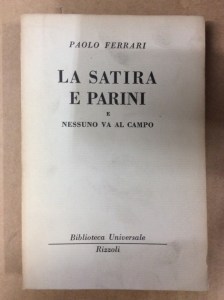 PAOLO FERRARI
LA SATIRA
E PARINI
E
NESSUNO VA AL CAMPO
Biblioteca Universale
Rizzoli